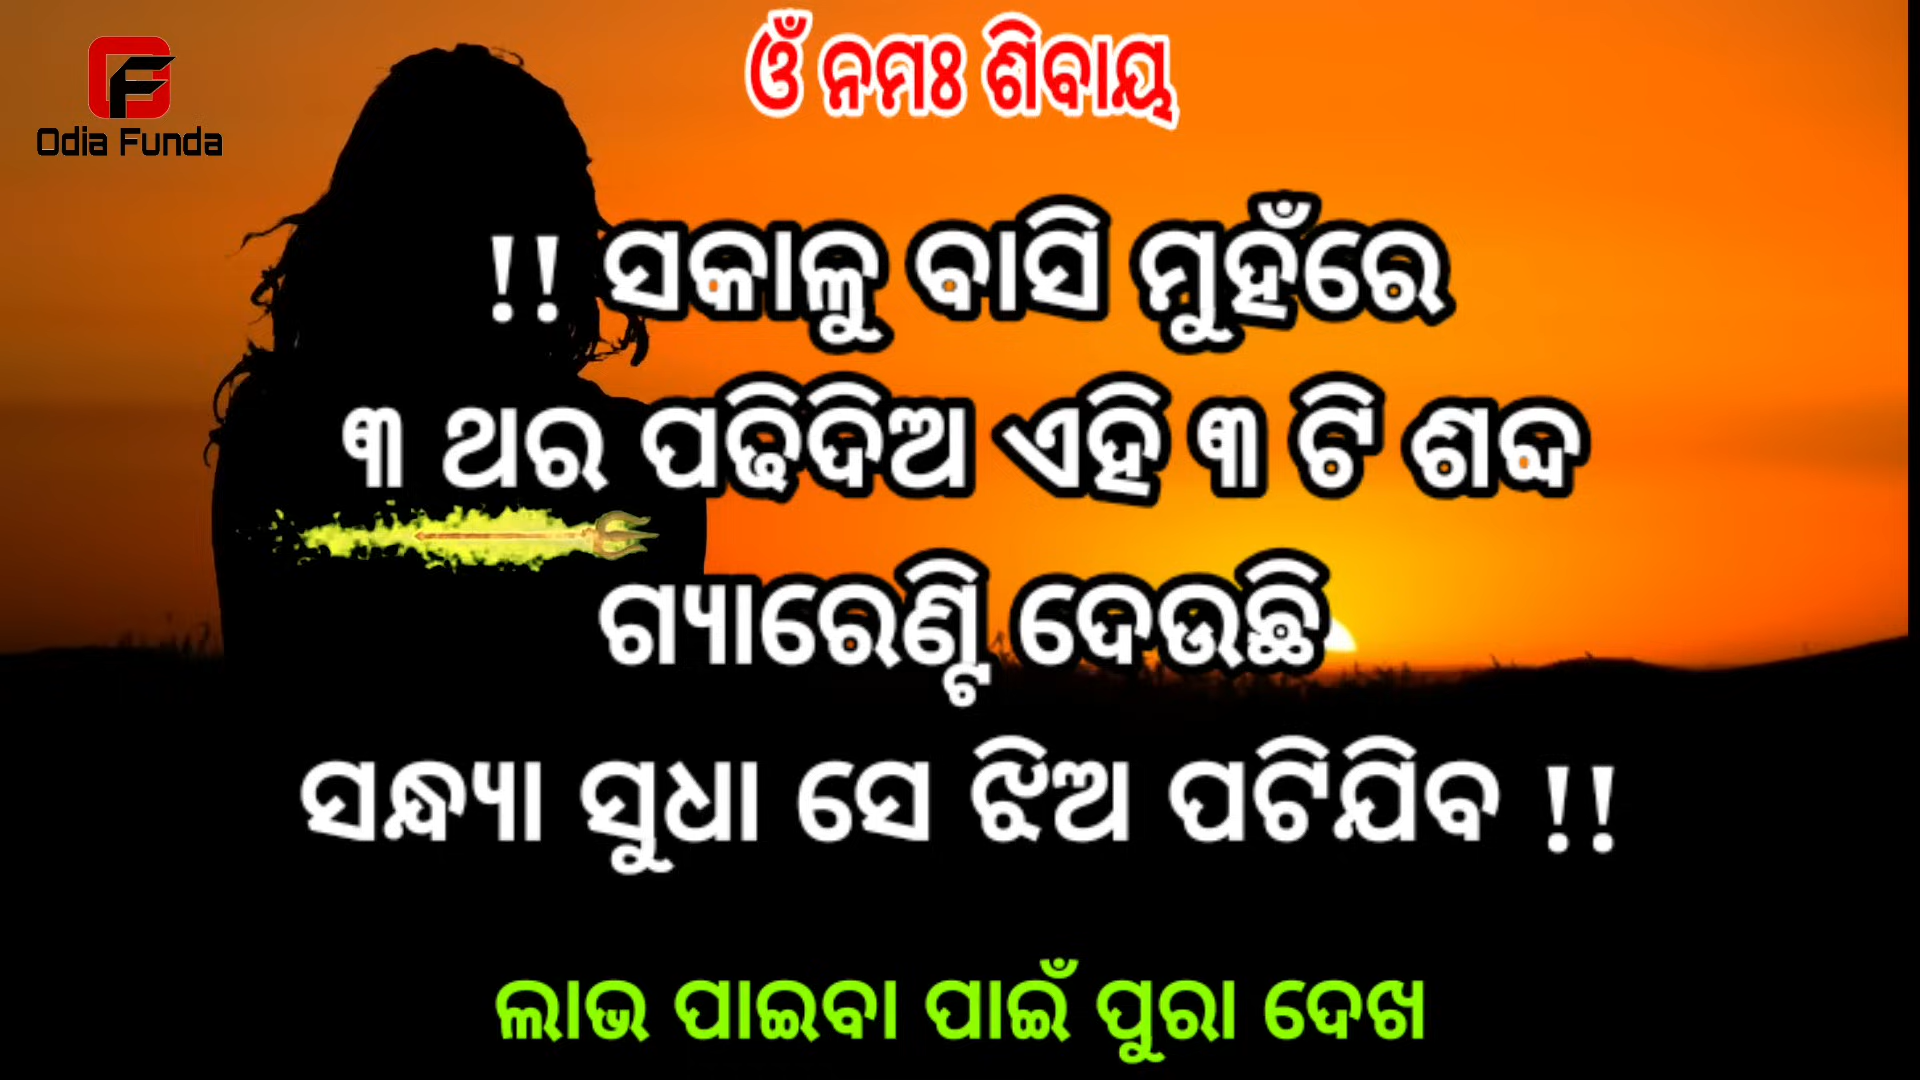 Odia Funda
ଓଁ ନମଃ ଶିବାୟ
!! ସକାଳୁ ବାସି ମୁହଁରେ
୩ ଥର ପଢିଦିଅ ଏହି ୩ ଟି ଶବ୍ଦ
ଗ୍ୟାରେଣ୍ଟି ଦେଉଛି
ସନ୍ଧ୍ୟା ସୁଧା ସେ ଝିଅ ପଟିଯିବ !!
ଲାଭ ପାଇବା ପାଇଁ ପୁରା ଦେଖ